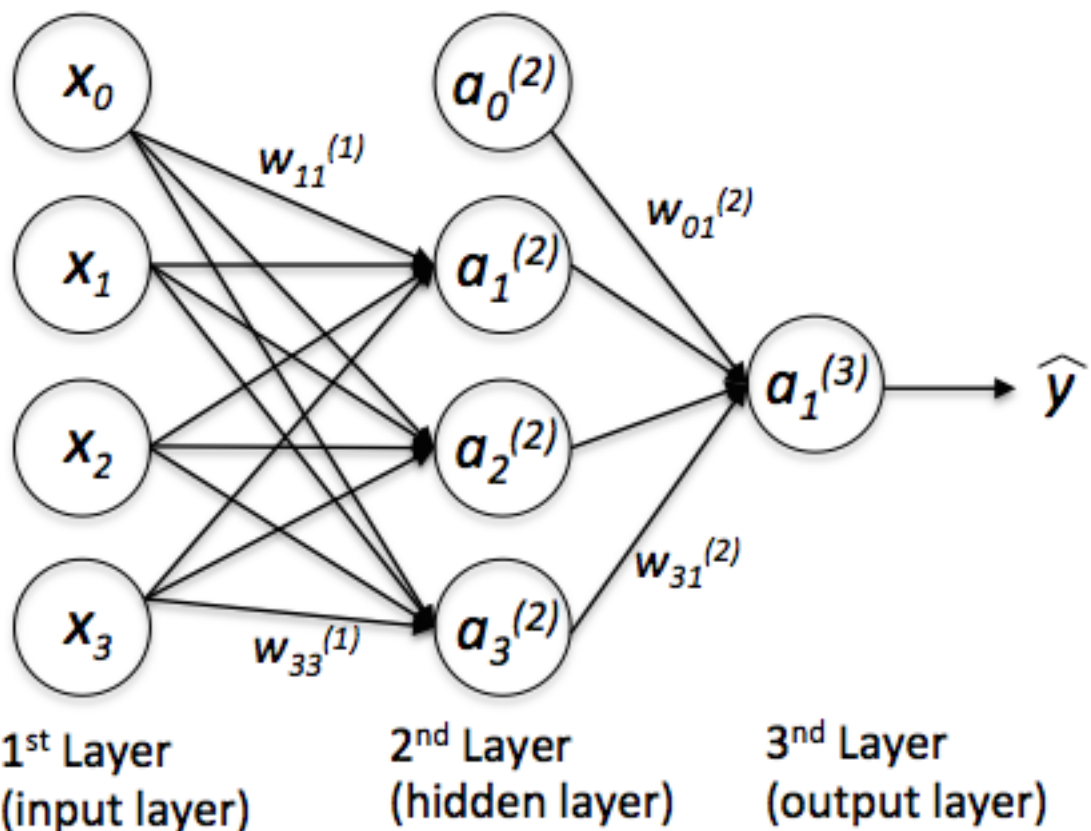 x₀
a₀⁽²⁾
w₁₁⁽¹⁾
w₀₁⁽²⁾
x₁
a₁⁽²⁾
a₁⁽³⁾
ŷ
x₂
a₂⁽²⁾
w₃₁⁽²⁾
x₃
a₃⁽²⁾
w₃₃⁽¹⁾
1ˢᵗ Layer
(input layer)
2ⁿᵈ Layer
(hidden layer)
3ⁿᵈ Layer
(output layer)